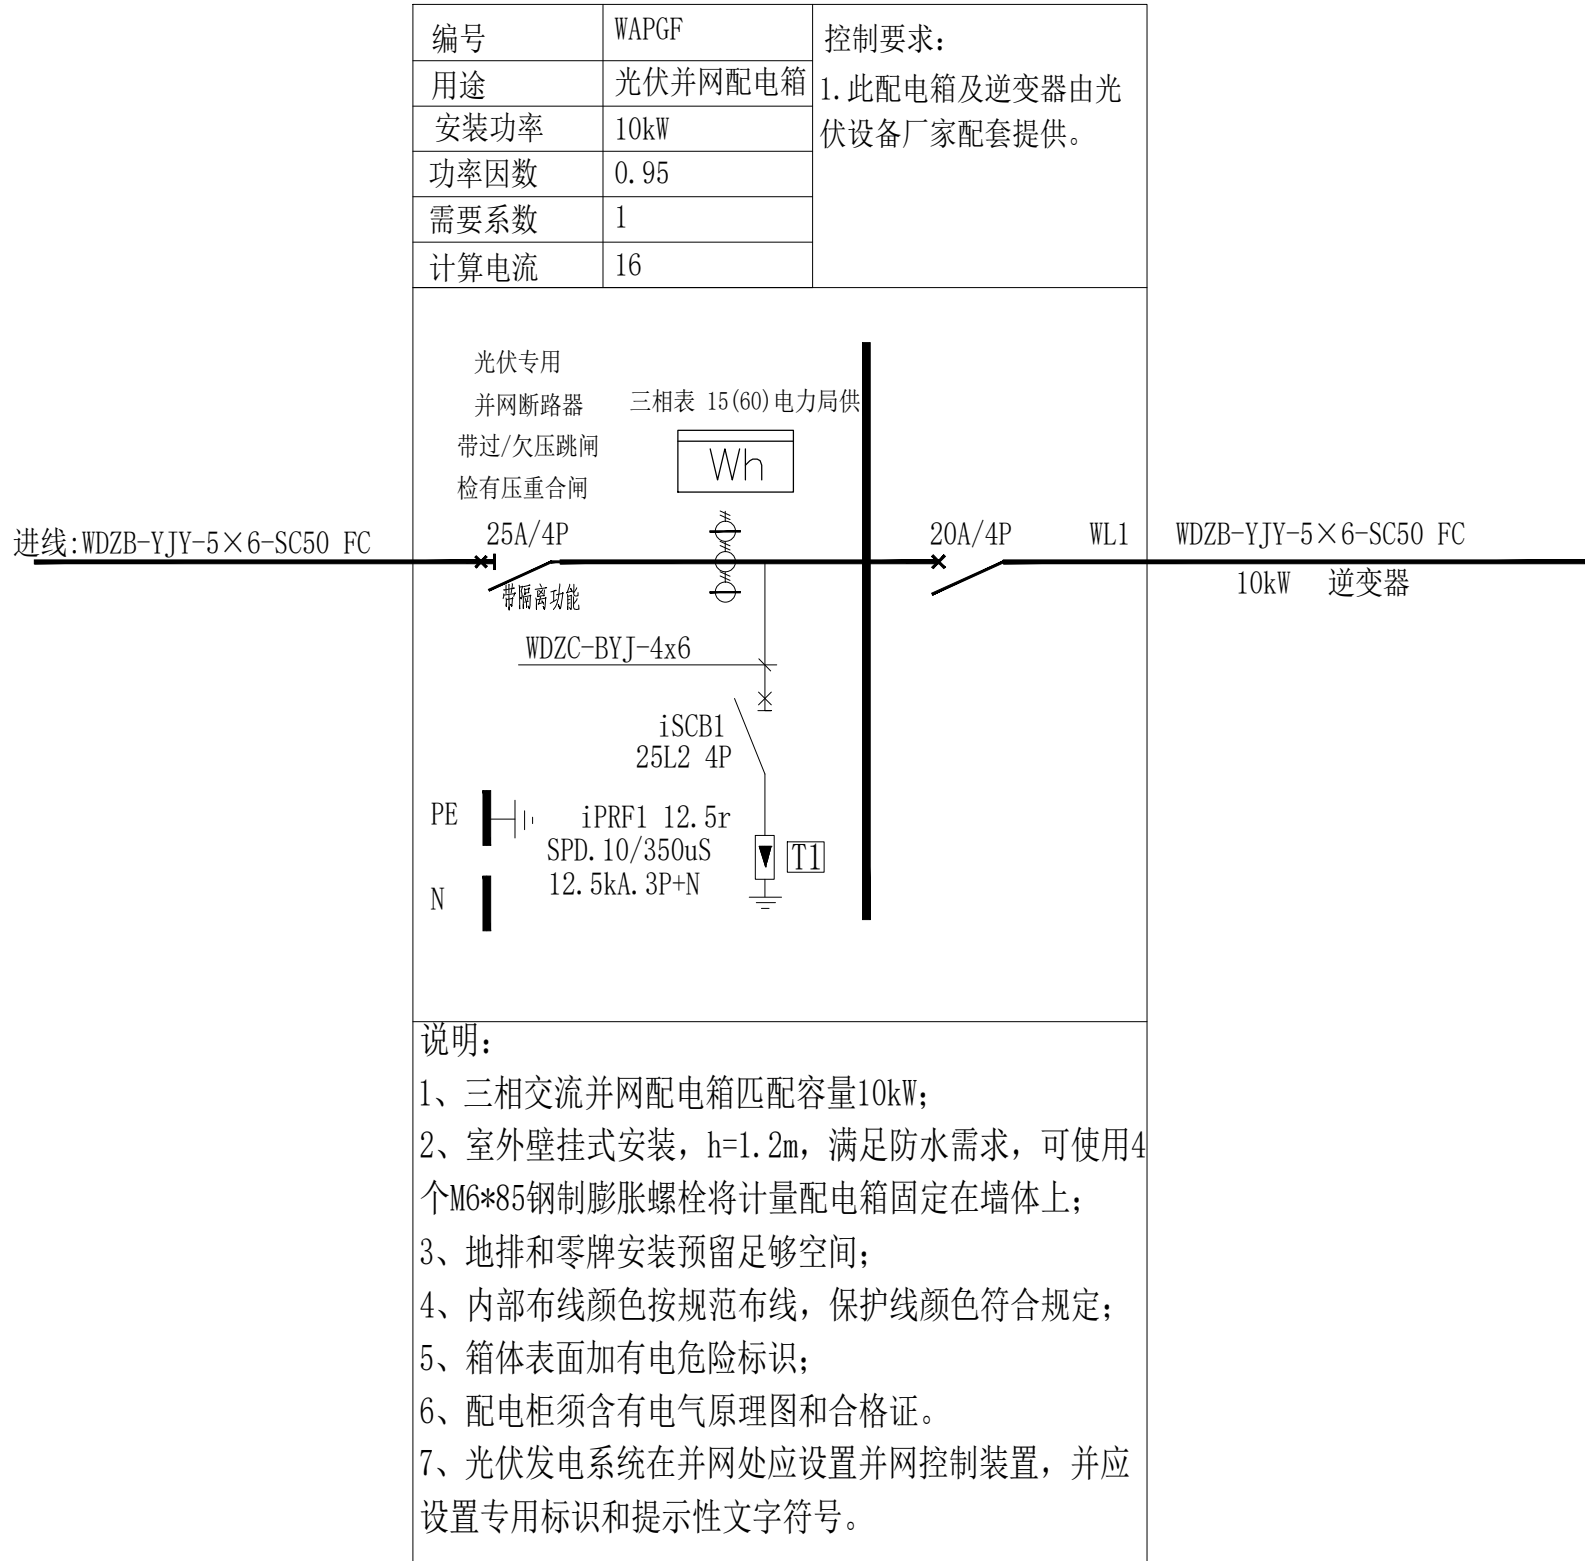 编号 WAPGF
用途 光伏并网配电箱
安装功率 10kW
功率因数 0.95
需要系数 1
计算电流 16
控制要求:
1.此配电箱及逆变器由光
伏设备厂家配套提供。
光伏专用
并网断路器
带过/欠压跳闸
检有压重合闸
三相表 15(60)电力局供
Wh
进线:WDZB-YJY-5×6-SC50 FC
25A/4P
带隔离功能
20A/4P
WL1
WDZB-YJY-5×6-SC50 FC
10kW 逆变器
WDZC-BYJ-4x6
iSCB1
25L2 4P
PE
N
iPRF1 12.5r
SPD.10/350uS
12.5kA.3P+N
T1
说明:
1、三相交流并网配电箱匹配容量10kW;
2、室外壁挂式安装，h=1.2m，满足防水需求，可使用4
个M6*85钢制膨胀螺栓将计量配电箱固定在墙体上;
3、地排和零牌安装预留足够空间;
4、内部布线颜色按规范布线，保护线颜色符合规定;
5、箱体表面加有电危险标识;
6、配电柜须含有电气原理图和合格证。
7、光伏发电系统在并网处应设置并网控制装置，并应
设置专用标识和提示性文字符号。